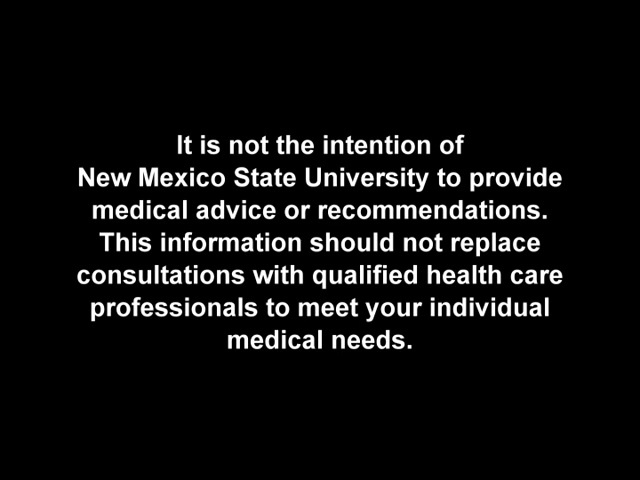 It is not the intention of
New Mexico State University to provide
medical advice or recommendations.
This information should not replace
consultations with qualified health care
professionals to meet your individual
medical needs.